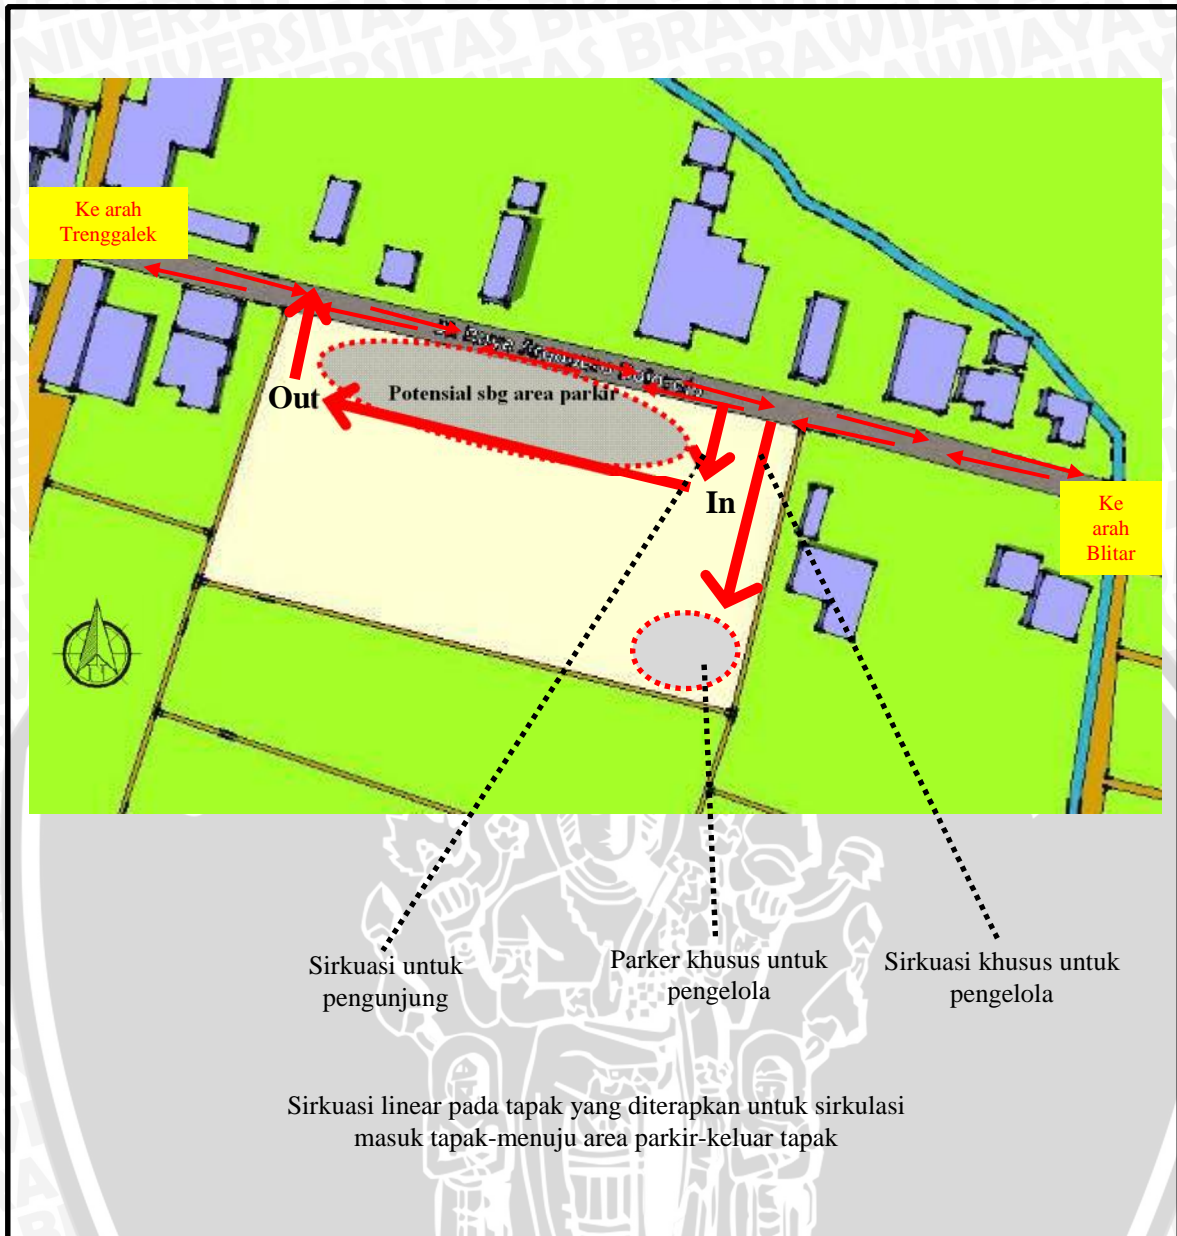 UNIVERSITAS BRAWIJAYA
Ke arah
Trenggalek
Potensial sbg area parkir
Out
In
Ke
arah
Blitar
Sirkuasi untuk
pengunjung
Parker khusus untuk
pengelola
Sirkuasi khusus untuk
pengelola
Sirkuasi linear pada tapak yang diterapkan untuk sirkulasi
masuk tapak-menuju area parkir-keluar tapak